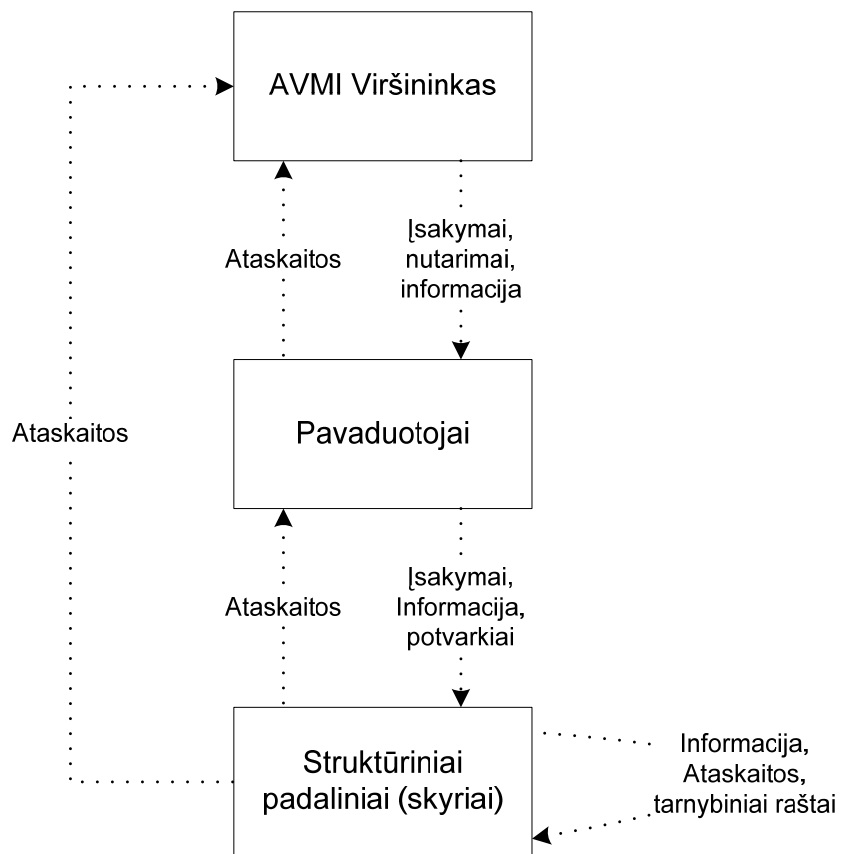 AVMI Viršininkas
Ataskaitos
Įsakymai,
nutarimai,
informacija
Pavaduotojai
Ataskaitos
Ataskaitos
Įsakymai,
Informacija,
potvarkiai
Struktūriniai
padaliniai (skyriai)
Informacija,
Ataskaitos,
tarnybiniai raštai